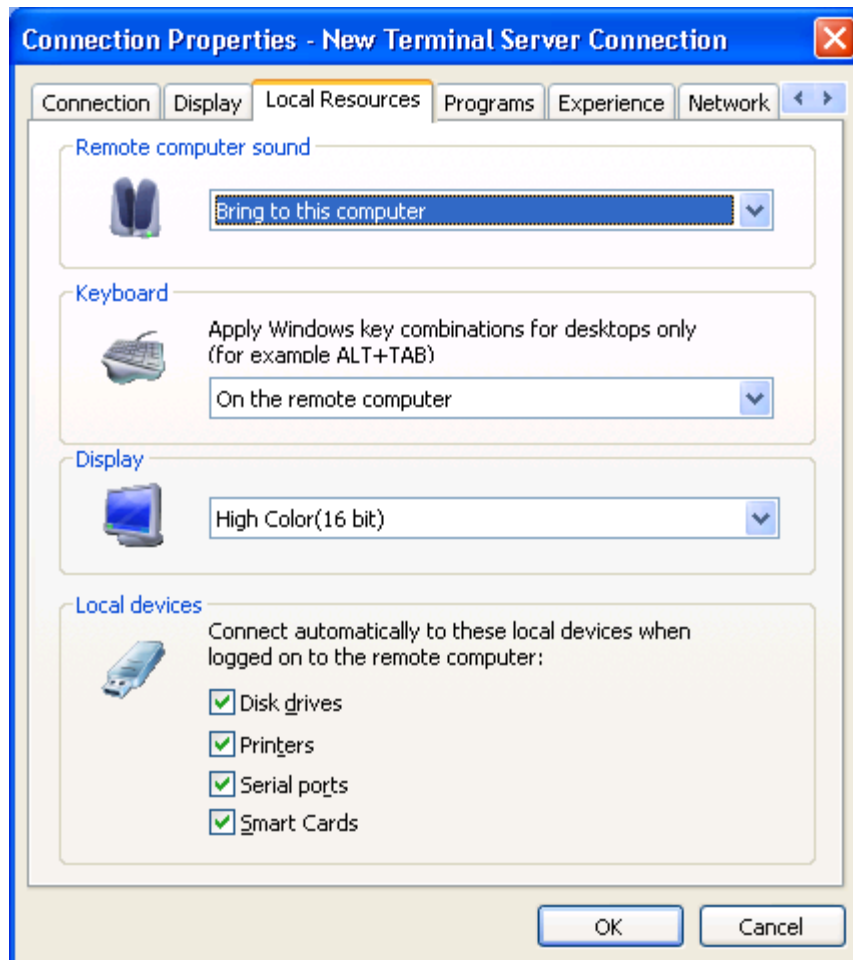 Connection Properties - New Terminal Server Connection
Connection Display Local Resources Programs Experience Network
Remote computer sound
Bring to this computer
Keyboard
Apply Windows key combinations for desktops only
(for example ALT+TAB)
On the remote computer
Display
High Color(16 bit)
Local devices
Connect automatically to these local devices when
logged on to the remote computer:
Disk drives
Printers
Serial ports
Smart Cards
OK Cancel